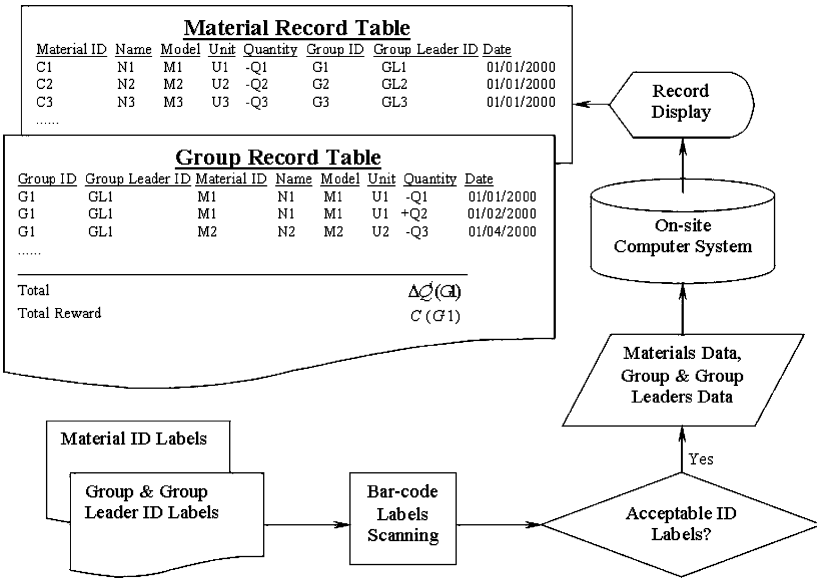 Material Record Table
Material ID Name Model Unit Quantity Group ID Group Leader ID Date
C1 N1 M1 U1 -Q1 G1 GL1 01/01/2000
C2 N2 M2 U2 -Q2 G2 GL2 01/01/2000
C3 N3 M3 U3 -Q3 G3 GL3 01/01/2000
......
Group Record Table
Group ID Group Leader ID Material ID Name Model Unit Quantity Date
G1 GL1 M1 N1 M1 U1 -Q1 01/01/2000
G1 GL1 M1 N1 M1 U1 +Q2 01/02/2000
G1 GL1 M2 N2 M2 U2 -Q3 01/04/2000
......
Total ΔQ(G1)
Total Reward C(G1)
Record
Display
On-site
Computer System
Materials Data,
Group & Group
Leaders Data
Yes
Material ID Labels
Group & Group
Leader ID Labels
Bar-code
Labels
Scanning
Acceptable ID
Labels?